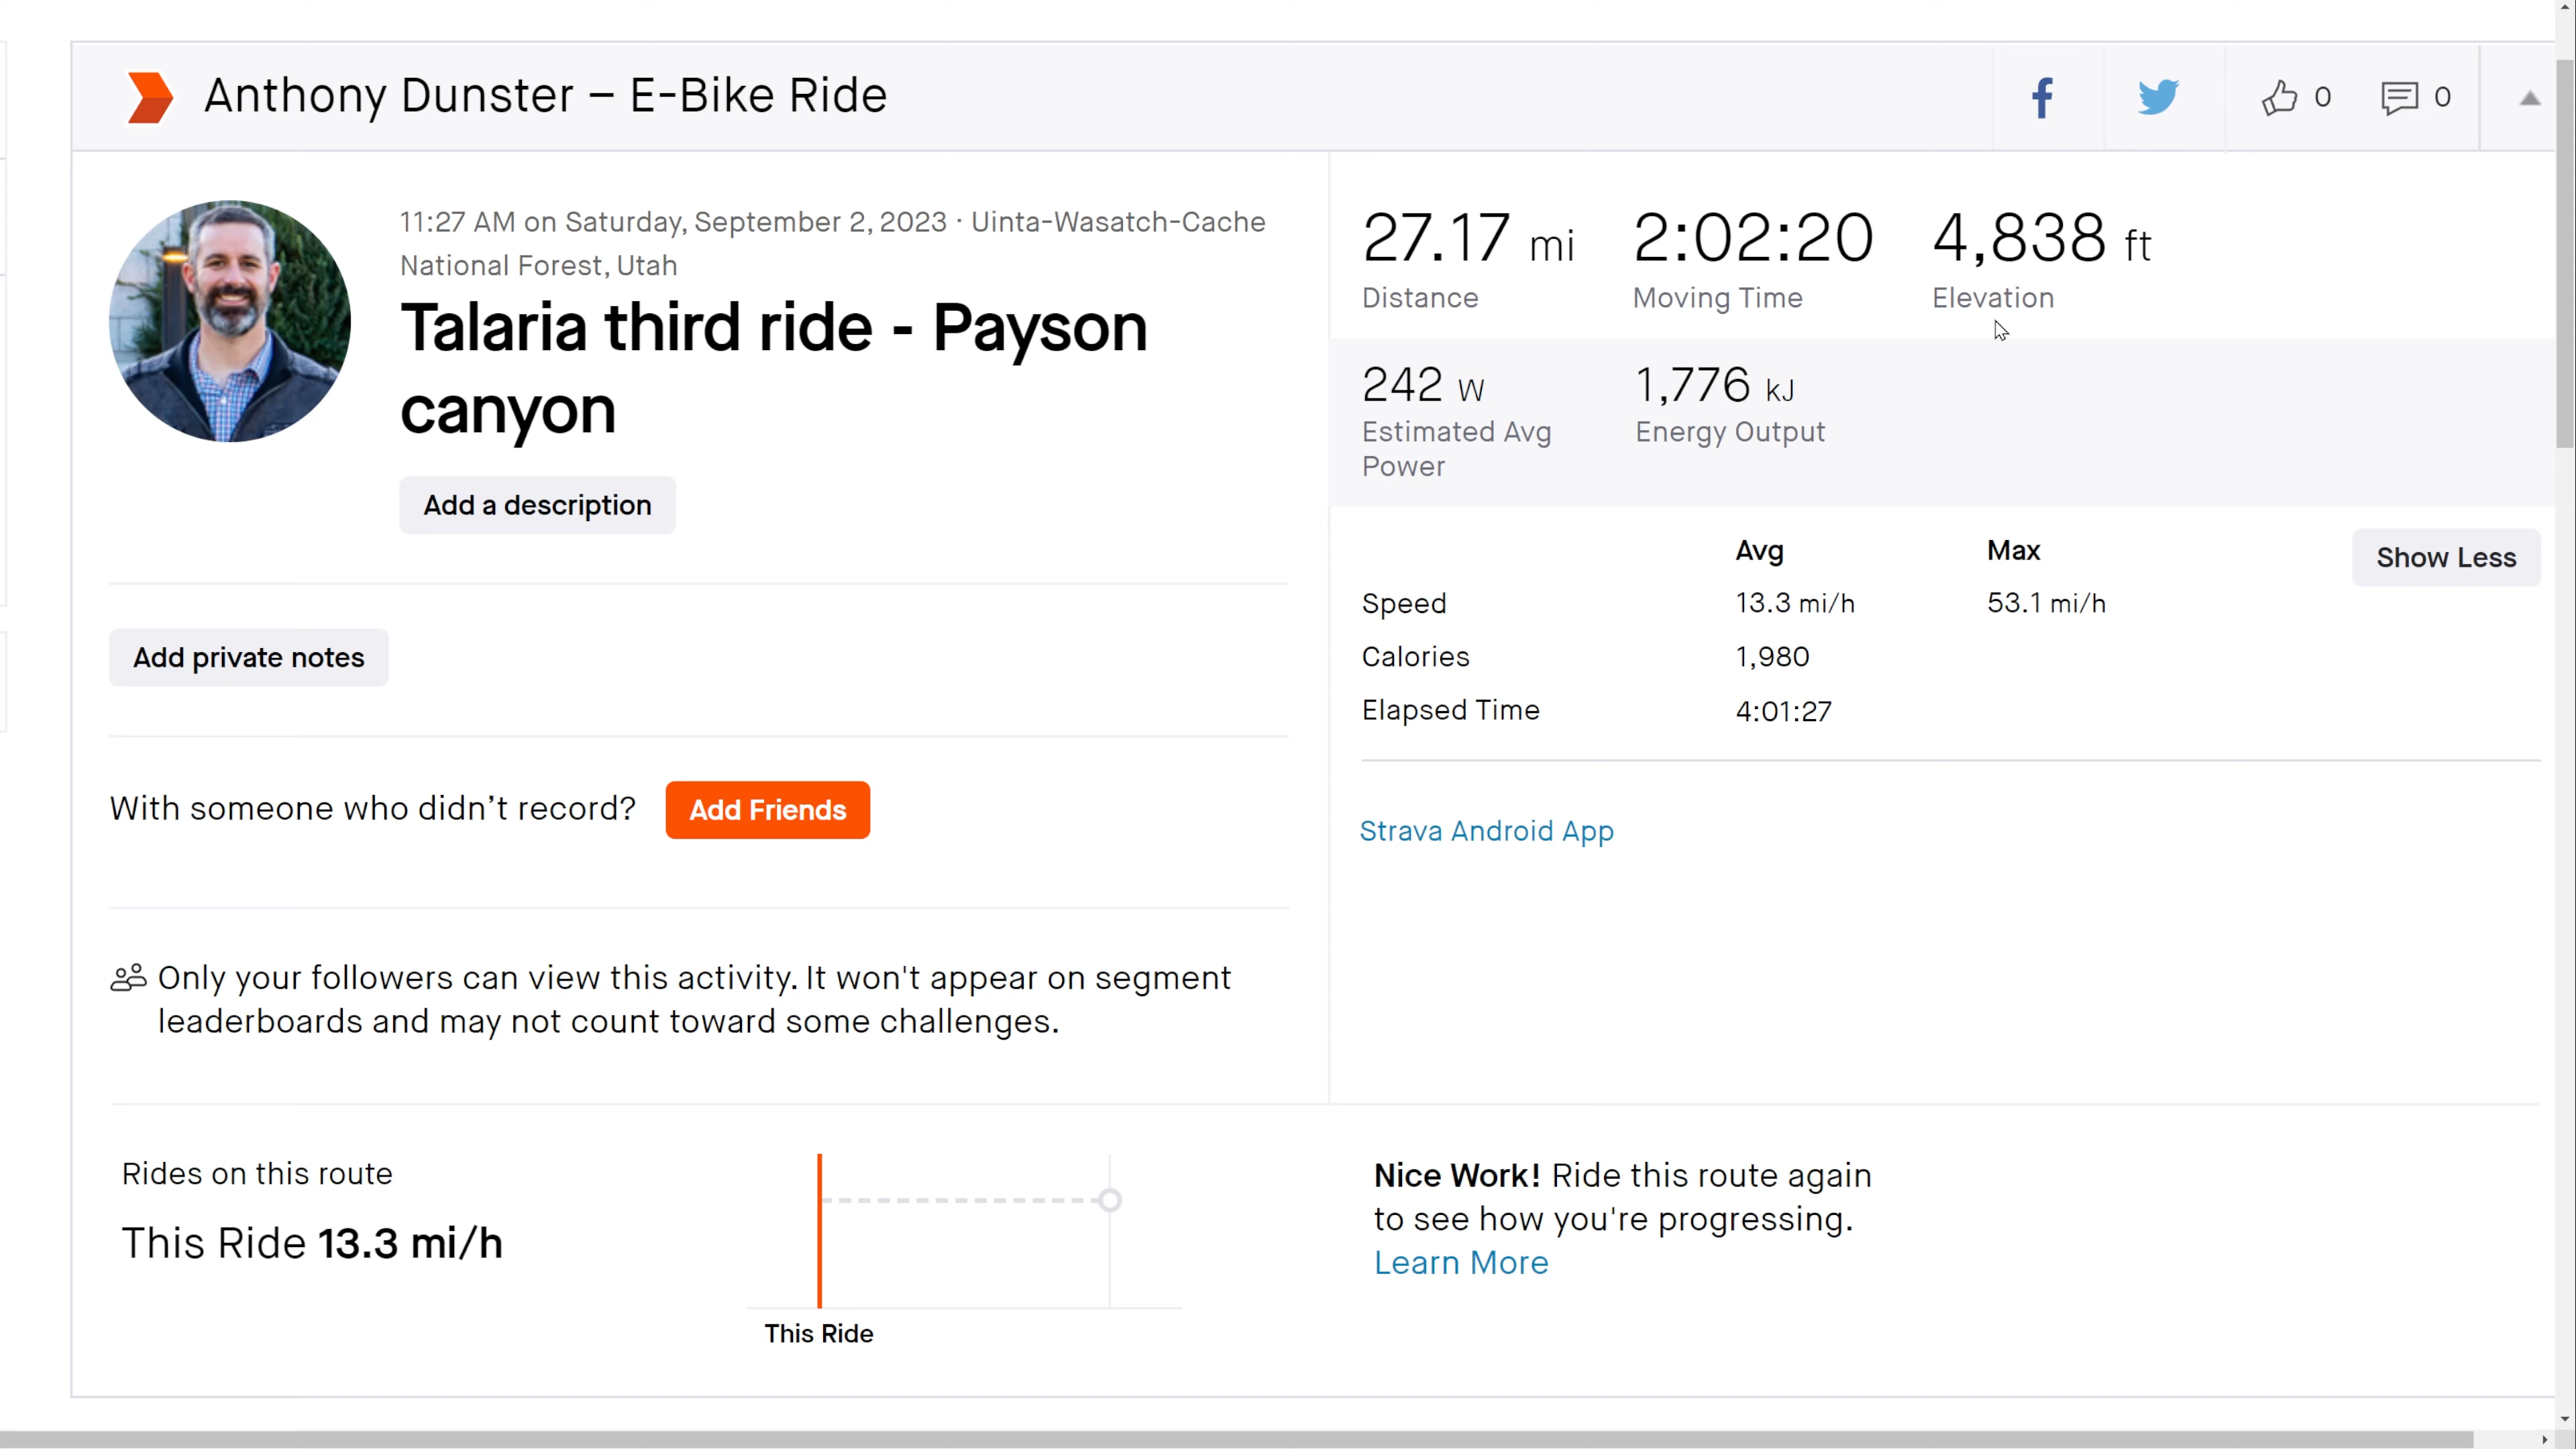 Anthony Dunster – E-Bike Ride
0
0
11:27 AM on Saturday, September 2, 2023 · Uinta-Wasatch-Cache
National Forest, Utah
Talaria third ride - Payson
canyon
Add a description
Add private notes
With someone who didn't record?
Add Friends
Only your followers can view this activity. It won't appear on segment
leaderboards and may not count toward some challenges.
27.17 mi
Distance
2:02:20
Moving Time
4,838 ft
Elevation
242 W
Estimated Avg
Power
1,776 kJ
Energy Output
Avg
Max
Show Less
Speed
13.3 mi/h
53.1 mi/h
Calories
1,980
Elapsed Time
4:01:27
Strava Android App
Rides on this route
This Ride 13.3 mi/h
This Ride
Nice Work! Ride this route again
to see how you're progressing.
Learn More